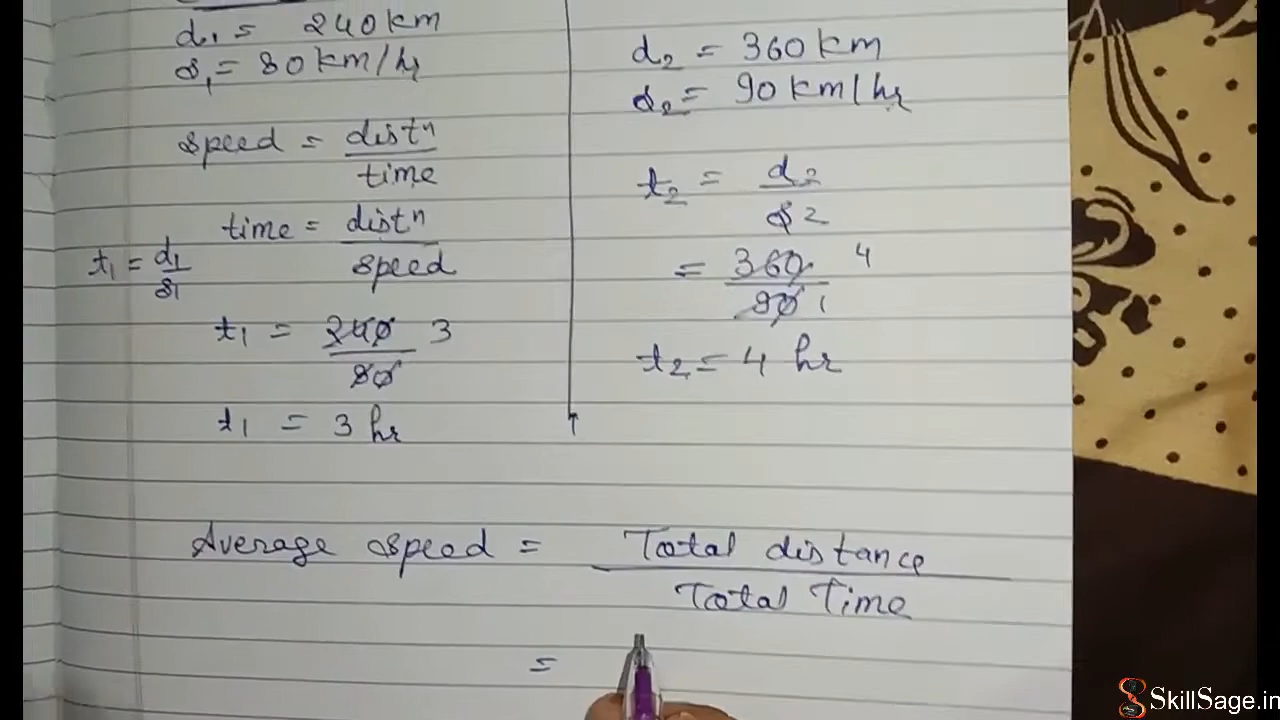 d1 = 240 km
s1 = 80 km/hr
speed = distn
time
time = distn
speed
t1 = d1
s1
t1 = 240 3
80
t1 = 3 hr
d2 = 360 km
s2 = 90 km/hr
t2 = d2
s2
= 360 4
90 1
t2 = 4 hr
Average speed = Total distance
Total Time
=
SkillSage.in